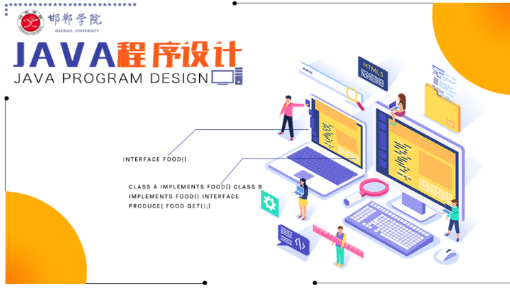 邯郸学院
HANDAN UNIVERSITY
JAVA程序设计
JAVA PROGRAM DESIGN
HTML5
INTERFACE FOOD()
CLASS A IMPLEMENTS FOOD() CLASS B
IMPLEMENTS FOOD() INTERFACE
PRODUCE( FOOD GET();)